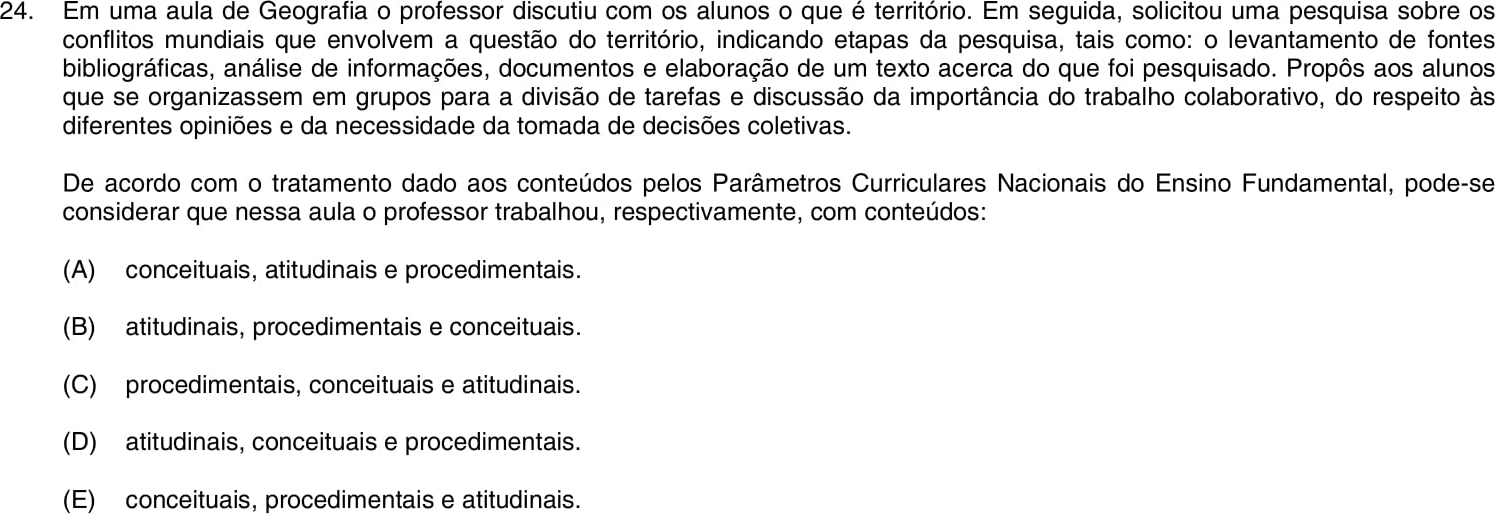 24. Em uma aula de Geografia o professor discutiu com os alunos o que é território. Em seguida, solicitou uma pesquisa sobre os
conflitos mundiais que envolvem a questão do território, indicando etapas da pesquisa, tais como: o levantamento de fontes
bibliográficas, análise de informações, documentos e elaboração de um texto acerca do que foi pesquisado. Propôs aos alunos
que se organizassem em grupos para a divisão de tarefas e discussão da importância do trabalho colaborativo, do respeito às
diferentes opiniões e da necessidade da tomada de decisões coletivas.
De acordo com o tratamento dado aos conteúdos pelos Parâmetros Curriculares Nacionais do Ensino Fundamental, pode-se
considerar que nessa aula o professor trabalhou, respectivamente, com conteúdos:
(A) conceituais, atitudinais e procedimentais.
(B) atitudinais, procedimentais e conceituais.
(C) procedimentais, conceituais e atitudinais.
(D) atitudinais, conceituais e procedimentais.
(E) conceituais, procedimentais e atitudinais.